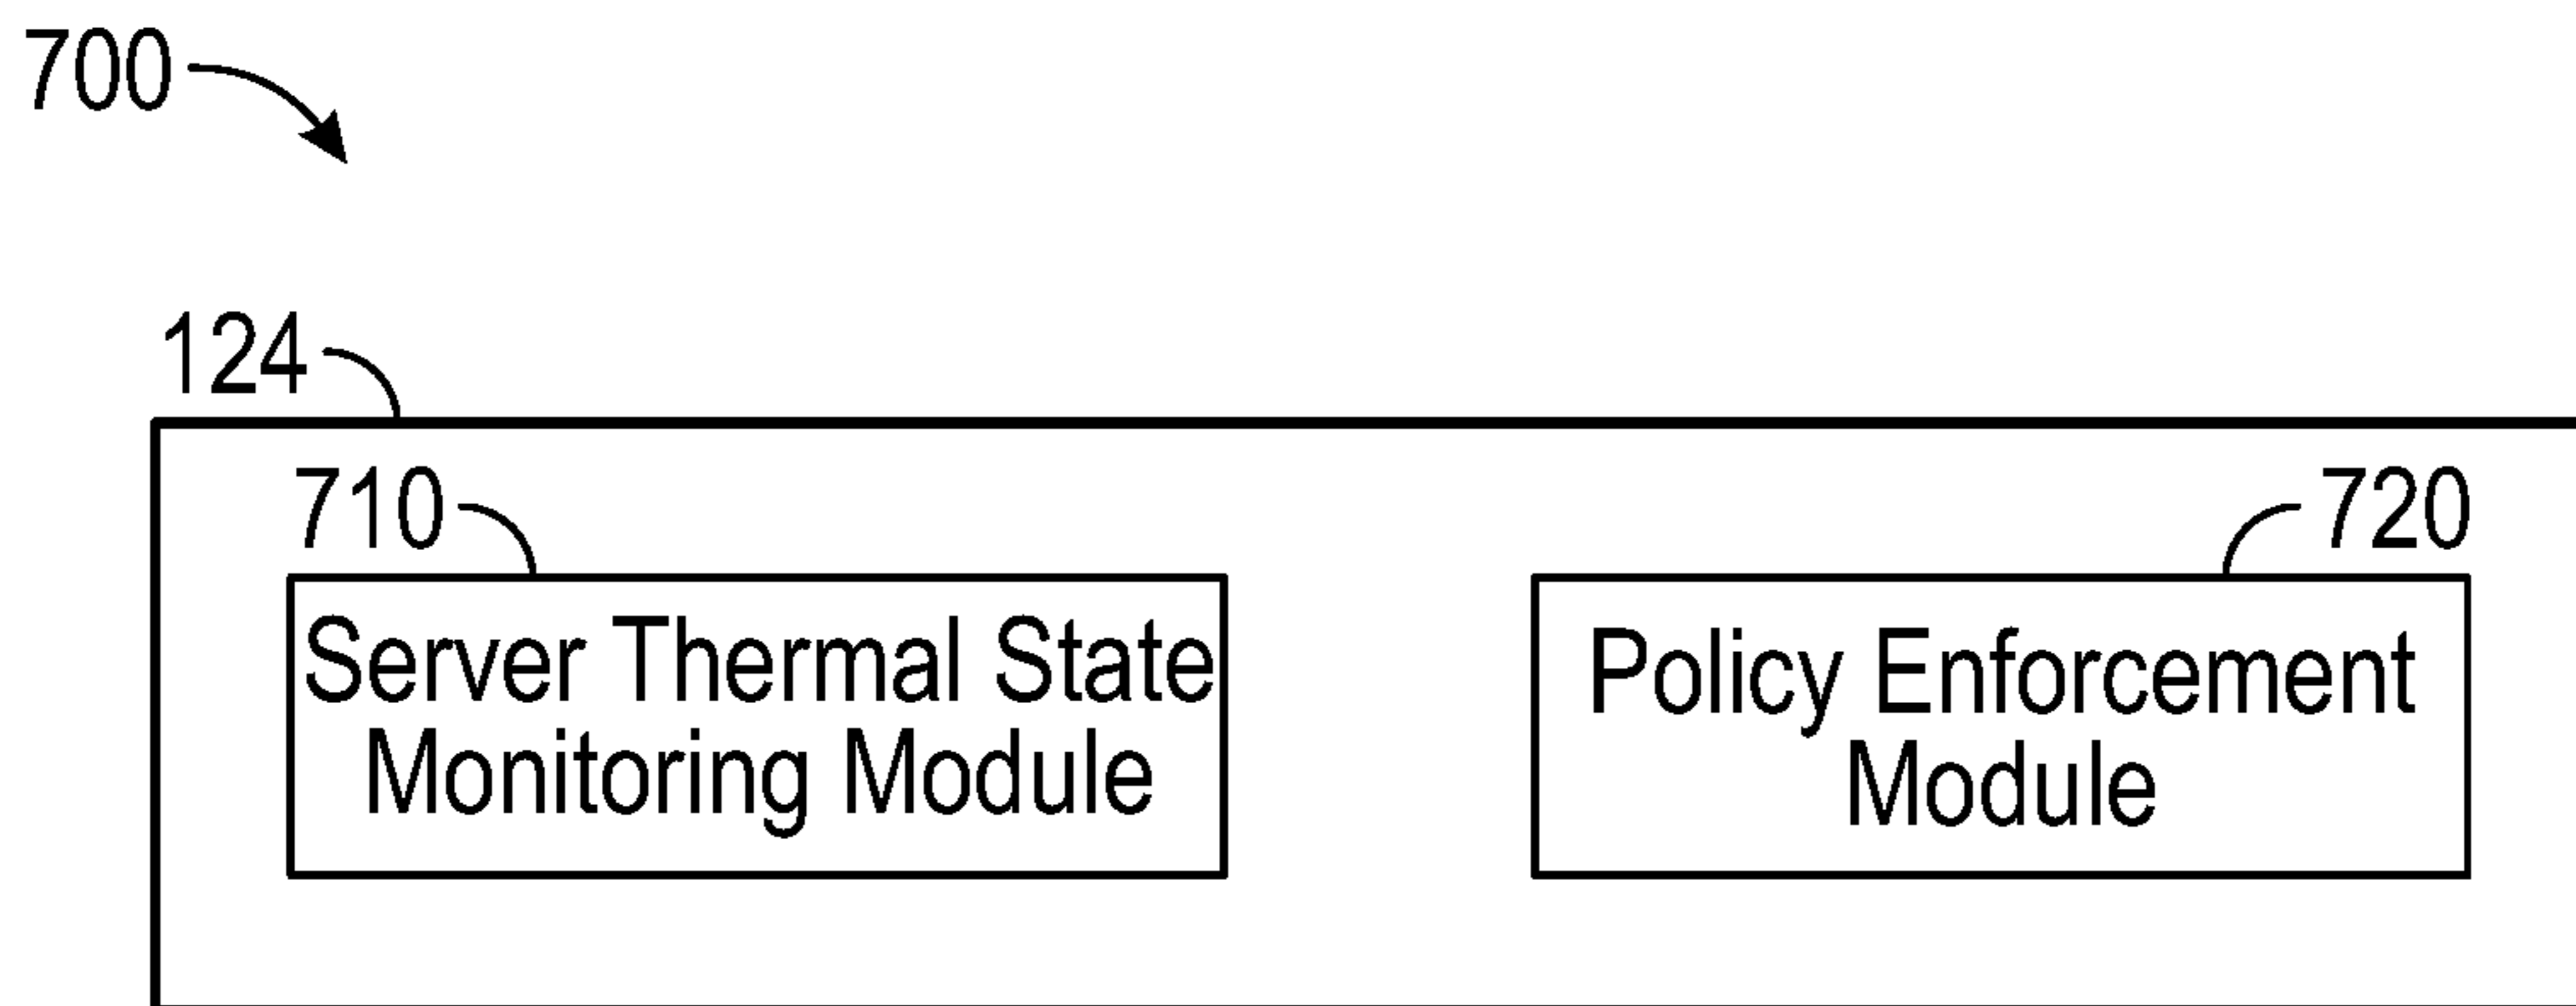 700
124
710
720
Server Thermal State
Monitoring Module
Policy Enforcement
Module